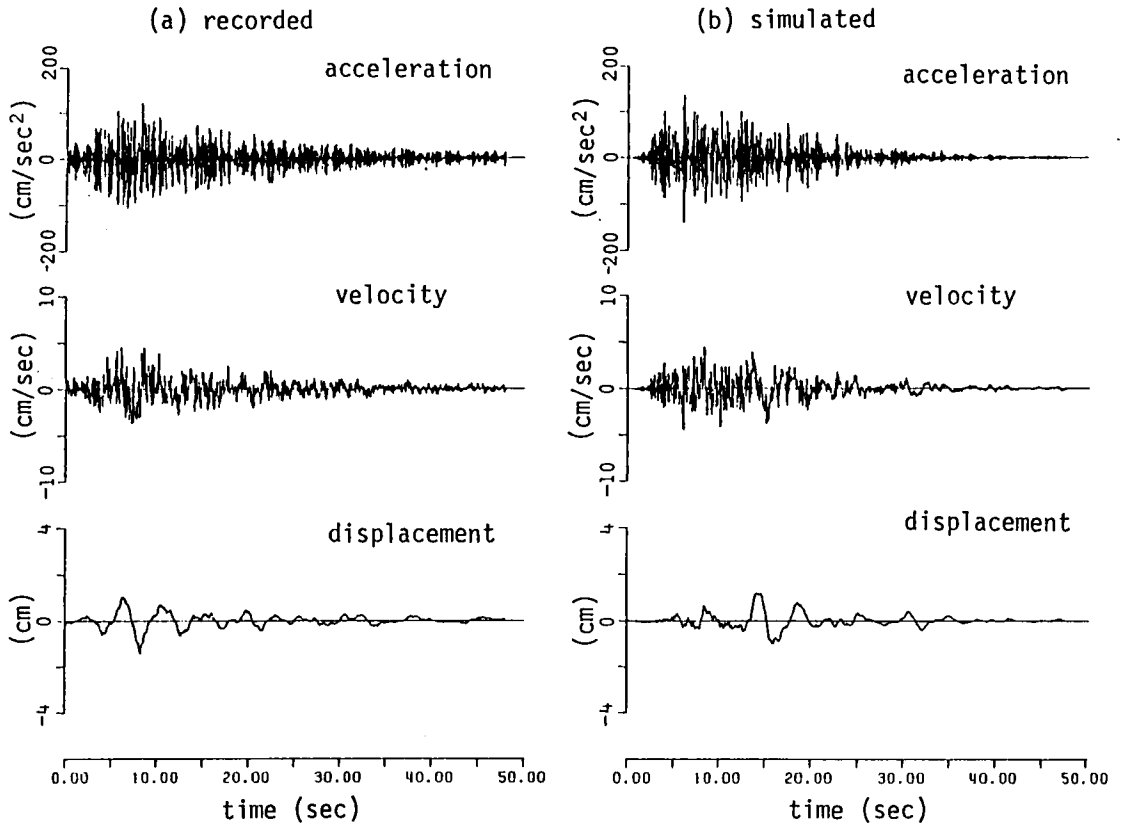 (a) recorded
acceleration
200
0
-200
(cm/sec²)
velocity
10
0
-10
(cm/sec)
displacement
4
0
-4
(cm)
0.00 10.00 20.00 30.00 40.00 50.00
time (sec)
(b) simulated
acceleration
200
0
-200
(cm/sec²)
velocity
10
0
-10
(cm/sec)
displacement
4
0
-4
(cm)
0.00 10.00 20.00 30.00 40.00 50.00
time (sec)